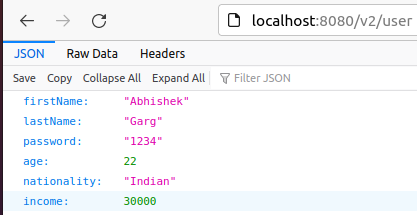 localhost:8080/v2/user
JSON Raw Data Headers
Save Copy Collapse All Expand All Filter JSON
firstName: "Abhishek"
lastName: "Garg"
password: "1234"
age: 22
nationality: "Indian"
income: 30000